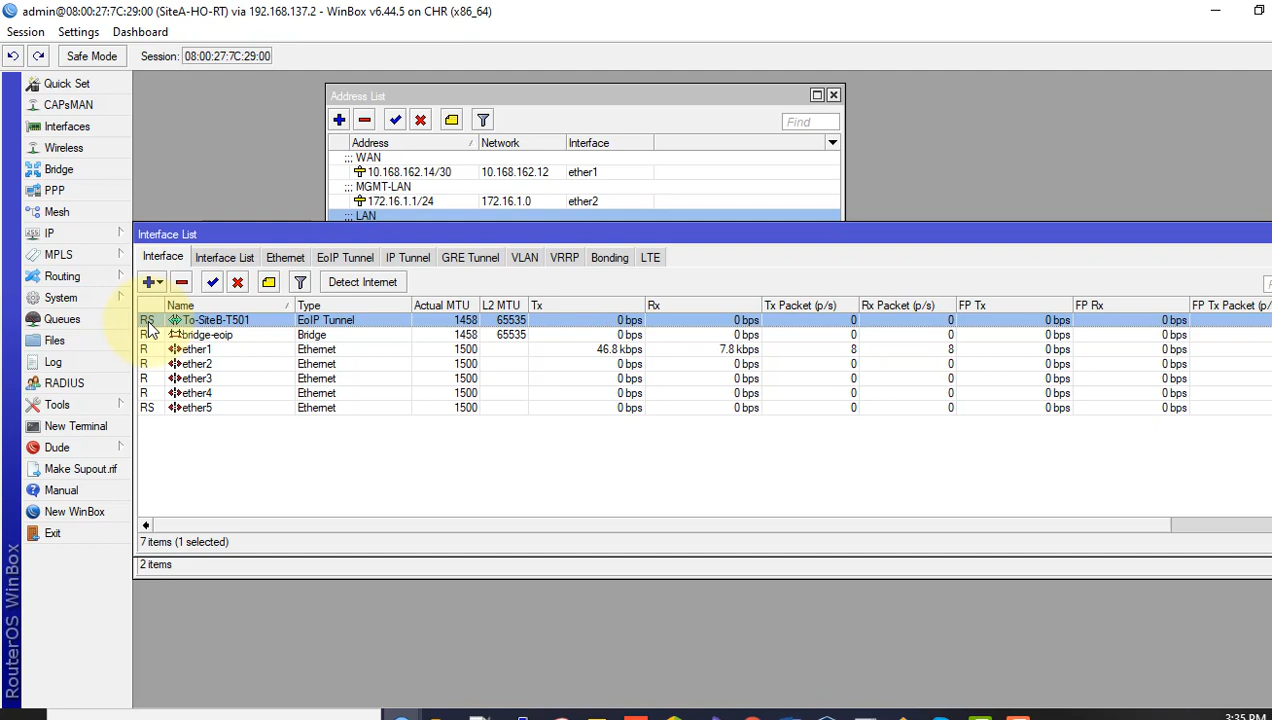 admin@08:00:27:7C:29:00 (SiteA-HO-RT) via 192.168.137.2 - WinBox v6.44.5 on CHR (x86_64)
Session Settings Dashboard
Safe Mode Session: 08:00:27:7C:29:00
Quick Set
CAPsMAN
Interfaces
Wireless
Bridge
PPP
Mesh
IP
MPLS
Routing
System
Queues
Files
Log
RADIUS
Tools
New Terminal
Dude
Make Supout.rif
Manual
New WinBox
Exit
RouterOS WinBox
Address List
Find
Address Network Interface
;;; WAN
10.168.162.14/30 10.168.162.12 ether1
;;; MGMT-LAN
172.16.1.1/24 172.16.1.0 ether2
;;; LAN
Interface List
Interface Interface List Ethernet EoIP Tunnel IP Tunnel GRE Tunnel VLAN VRRP Bonding LTE
Detect Internet
Name Type Actual MTU L2 MTU Tx Rx Tx Packet (p/s) Rx Packet (p/s) FP Tx FP Rx FP Tx Packet (p/
RS To-SiteB-T501 EoIP Tunnel 1458 65535 0 bps 0 bps 0 0 0 bps 0 bps
R bridge-eoip Bridge 1458 65535 0 bps 0 bps 0 0 0 bps 0 bps
R ether1 Ethernet 1500 46.8 kbps 7.8 kbps 8 8 0 bps 0 bps
R ether2 Ethernet 1500 0 bps 0 bps 0 0 0 bps 0 bps
R ether3 Ethernet 1500 0 bps 0 bps 0 0 0 bps 0 bps
R ether4 Ethernet 1500 0 bps 0 bps 0 0 0 bps 0 bps
RS ether5 Ethernet 1500 0 bps 0 bps 0 0 0 bps 0 bps
7 items (1 selected)
2 items
3:35 PM